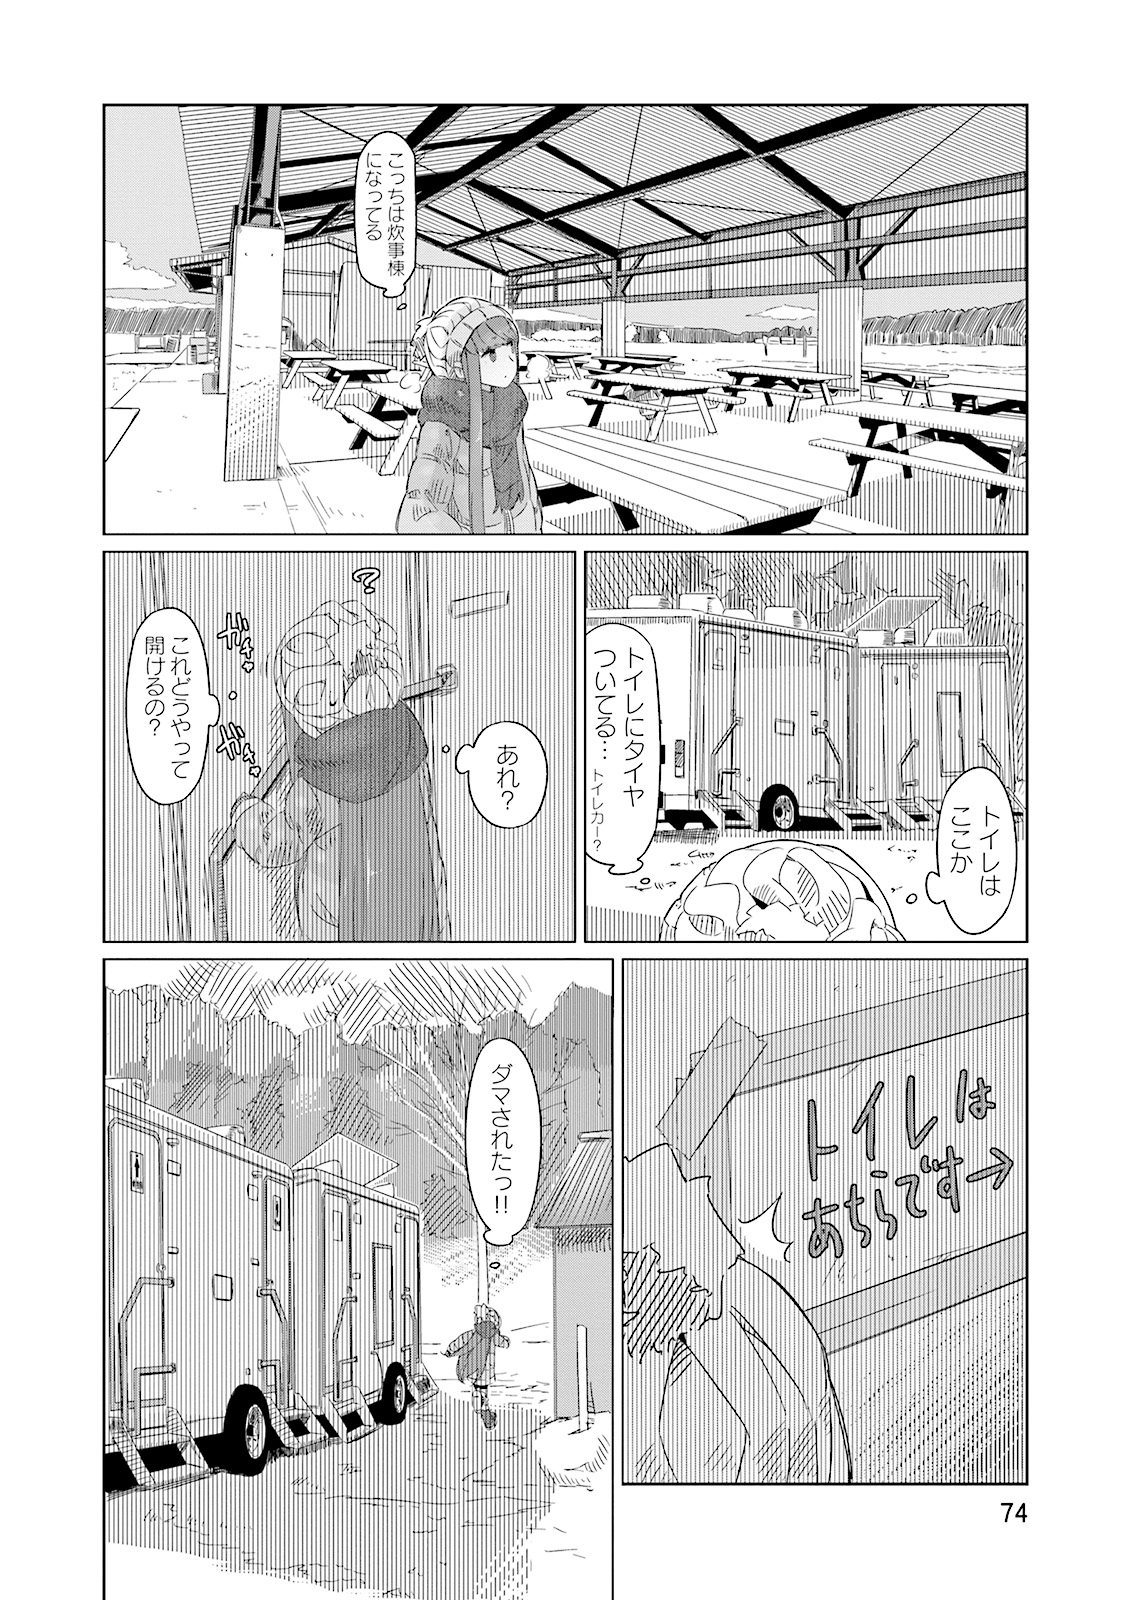 こっちは炊事棟
になってる
トイレは
ここか
トイレにタイヤ
ついてる…
トイレカー?
あれ?
?
ガチャ
ガチャ
これどうやって
開けるの?
トイレは
あちらです→
ダマされたっ!!
74